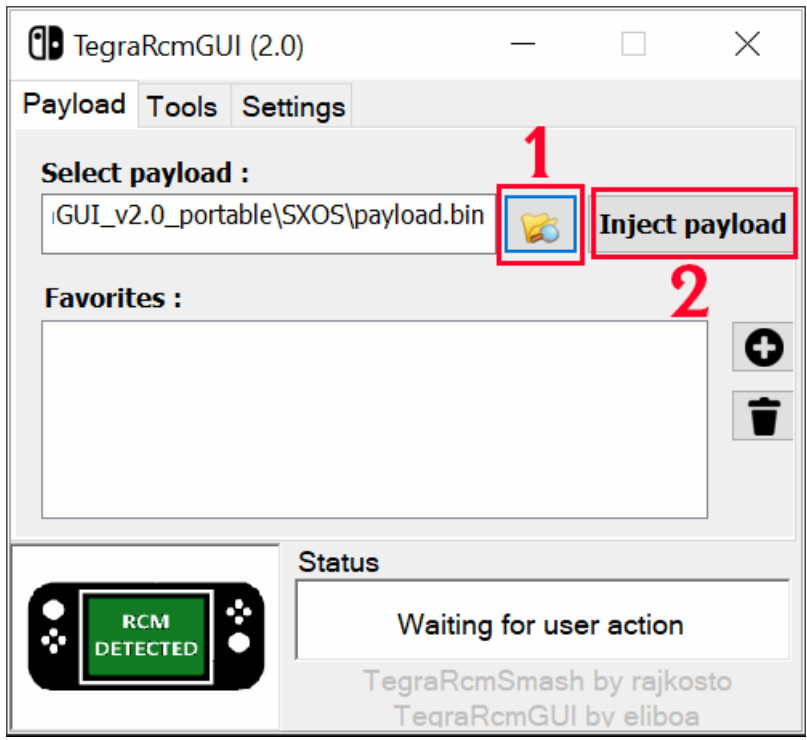 TegraRcmGUI (2.0)
Payload Tools Settings
1
Select payload :
GUI_v2.0_portable\SXOS\payload.bin
Inject payload
2
Favorites :
Status
RCM
DETECTED
Waiting for user action
TegraRcmSmash by rajkosto
TegraRcmGUI by eliboa